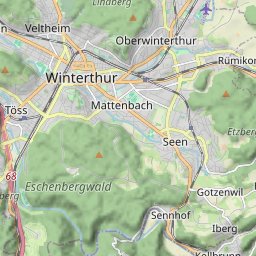 Lindberg
Veltheim
Oberwinterthur
Rümikon
Winterthur
Mattenbach
Töss
Etzberg
Seen
68
Eschenbergwald
Gotzenwil
Sennhof
Iberg
Kollbrunn